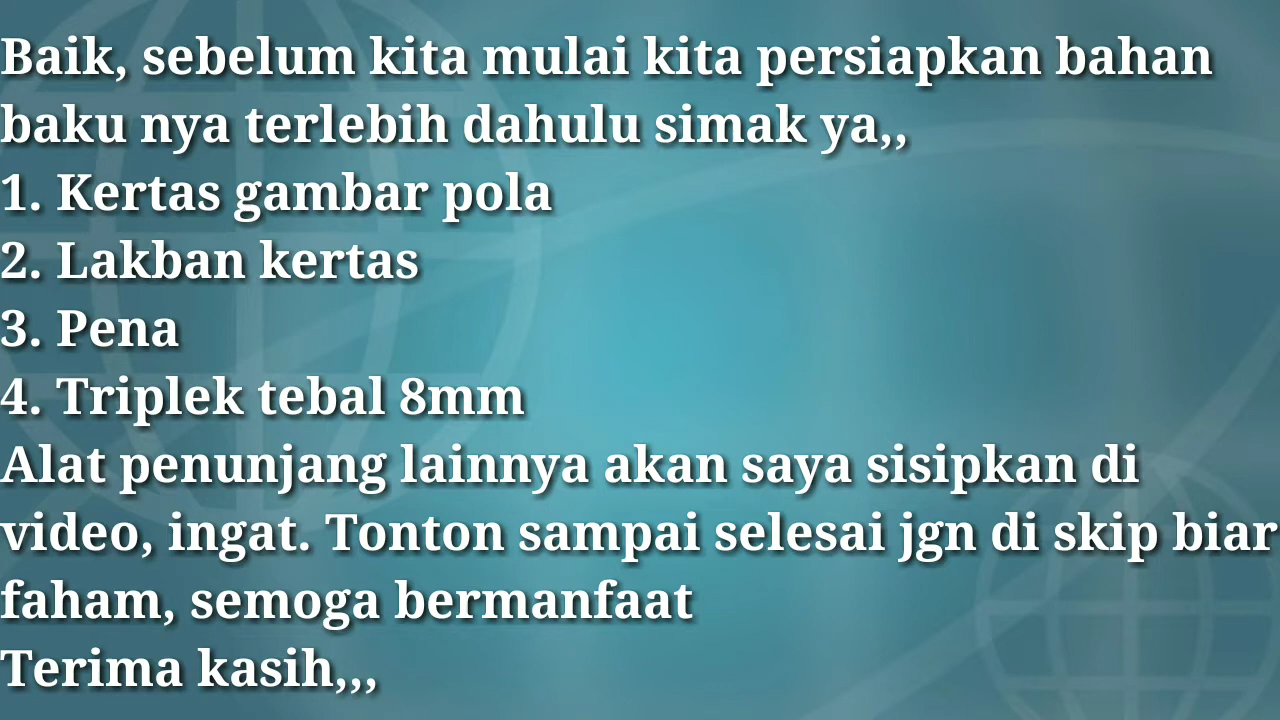 Baik, sebelum kita mulai kita persiapkan bahan
baku nya terlebih dahulu simak ya,,
1. Kertas gambar pola
2. Lakban kertas
3. Pena
4. Triplek tebal 8mm
Alat penunjang lainnya akan saya sisipkan di
video, ingat. Tonton sampai selesai jgn di skip biar
faham, semoga bermanfaat
Terima kasih,,,